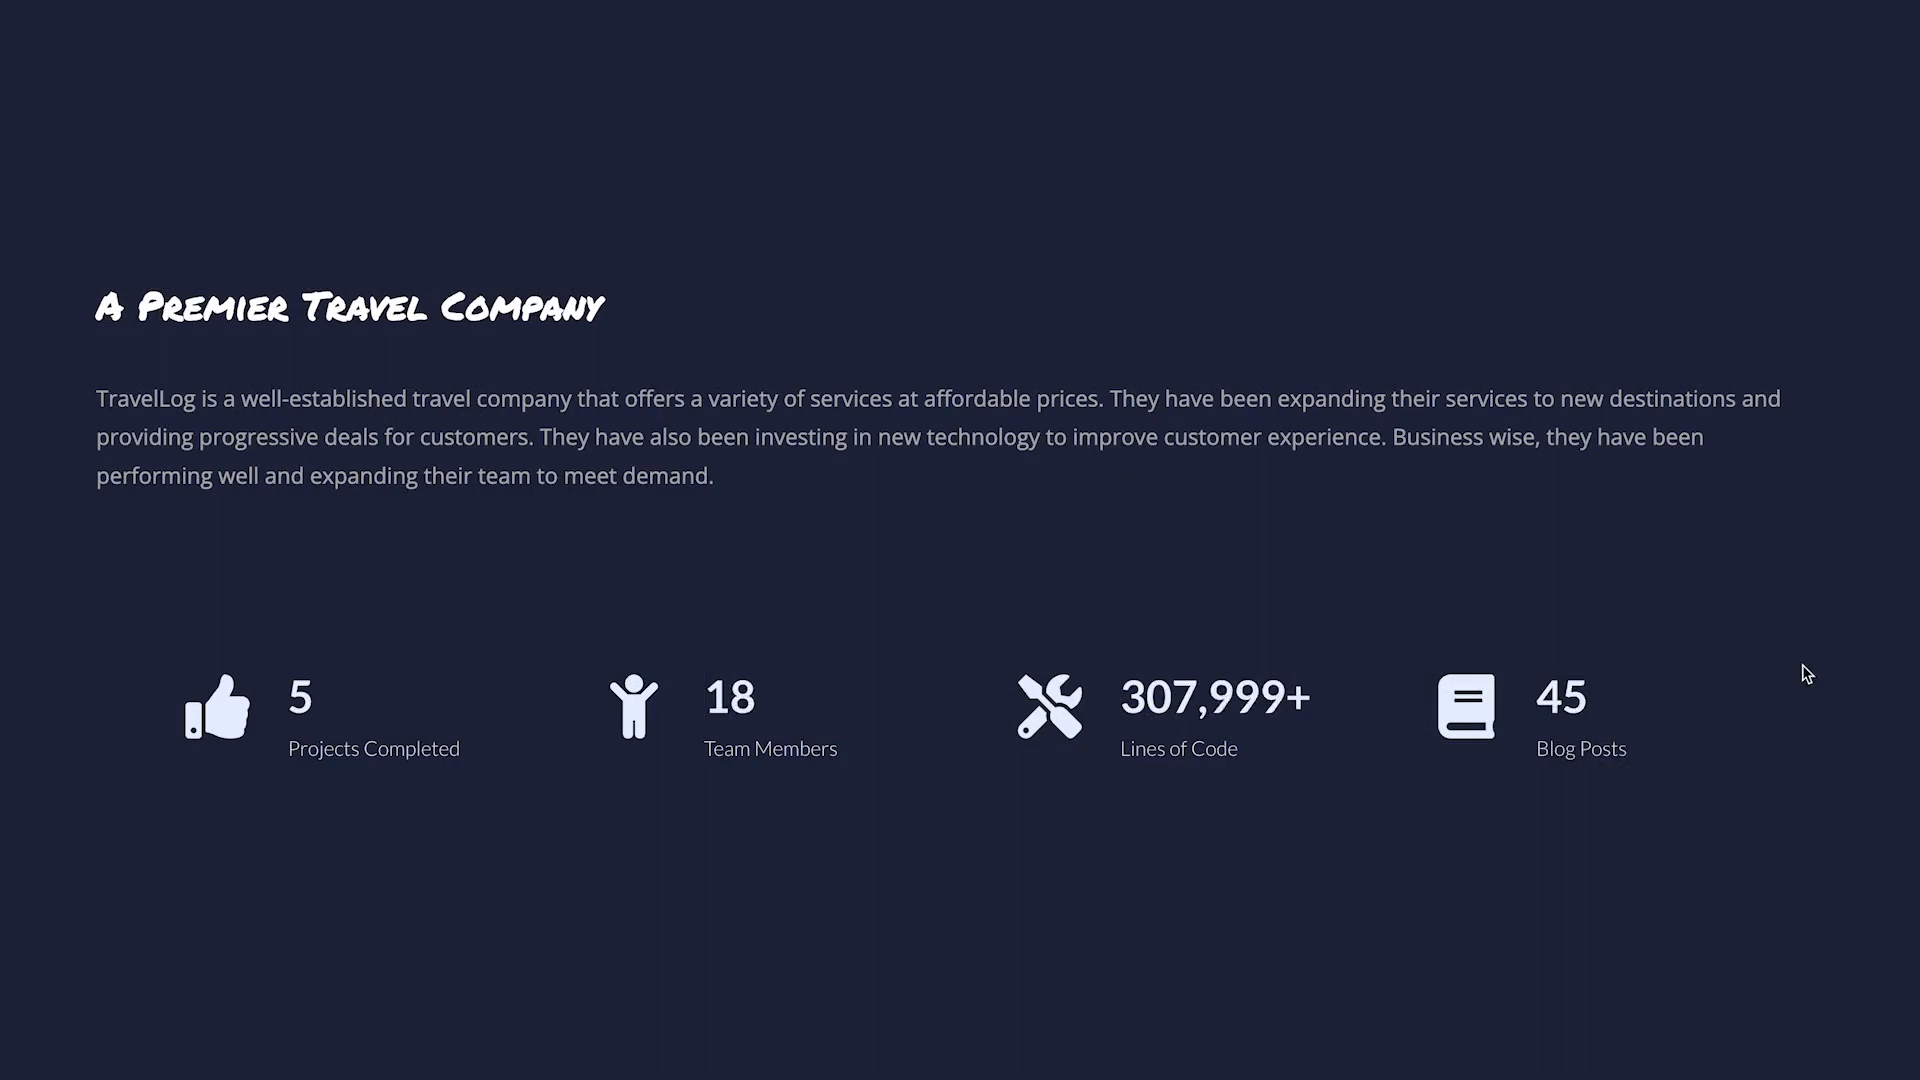 A Premier Travel Company
TravelLog is a well-established travel company that offers a variety of services at affordable prices. They have been expanding their services to new destinations and
providing progressive deals for customers. They have also been investing in new technology to improve customer experience. Business wise, they have been
performing well and expanding their team to meet demand.
5
Projects Completed
18
Team Members
307,999+
Lines of Code
45
Blog Posts